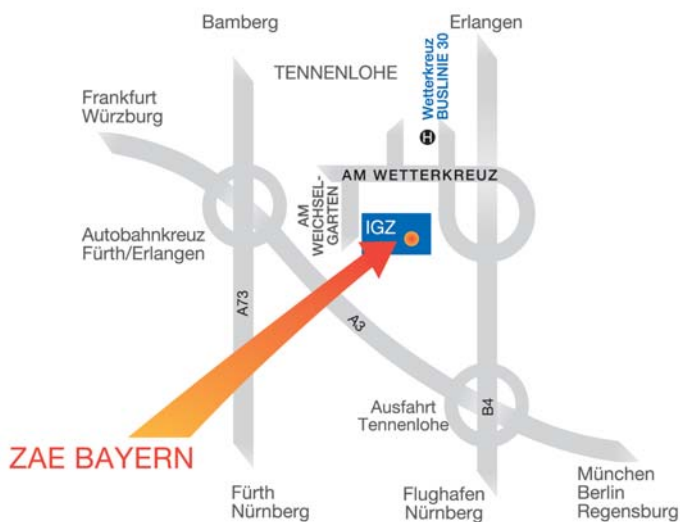 Bamberg
Erlangen
TENNENLOHE
Wetterkreuz
BUSLINIE 30
H
Frankfurt
Würzburg
AM WETTERKREUZ
AM
WEICHSEL-
GARTEN
IGZ
Autobahnkreuz
Fürth/Erlangen
A73
A3
Ausfahrt
Tennenlohe
B4
ZAE BAYERN
Fürth
Nürnberg
Flughafen
Nürnberg
München
Berlin
Regensburg